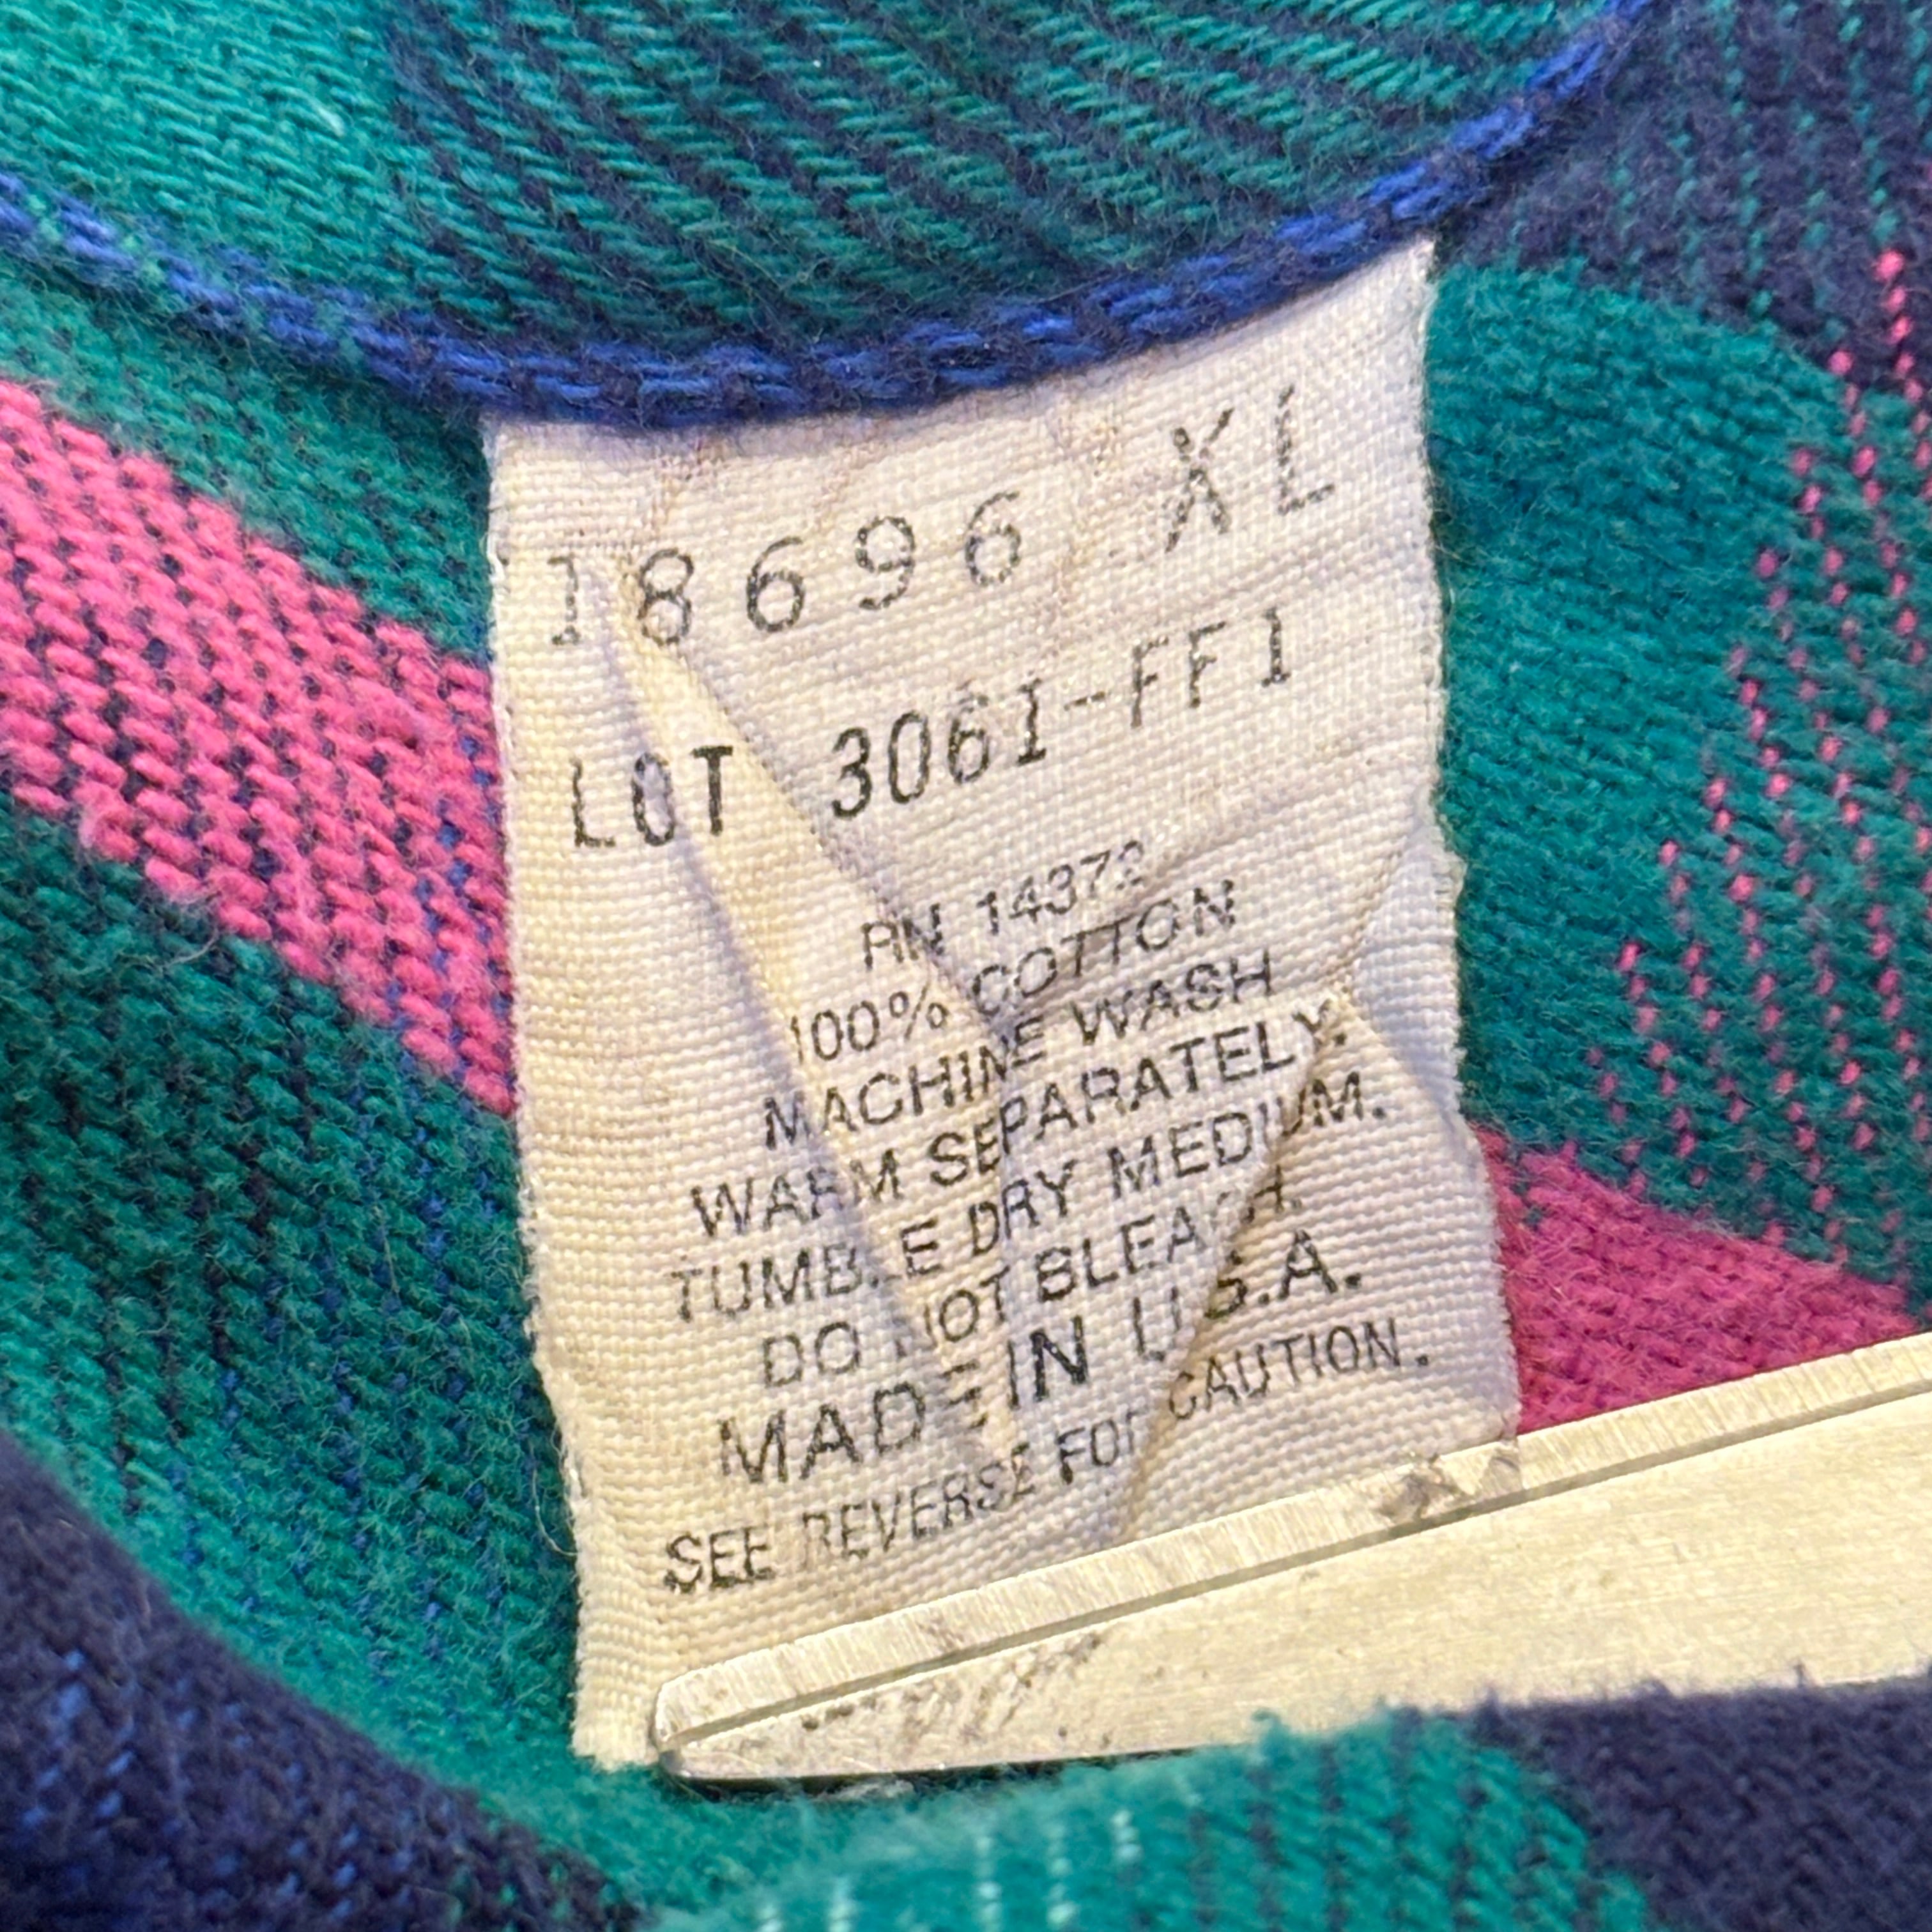 18696 XL
LOT 3061-FF1
RN 14372
100% COTTON
MACHINE WASH
WARM SEPARATELY.
TUMBLE DRY MEDIUM.
DO NOT BLEACH.
MADE IN U.S.A.
SEE REVERSE FOR CAUTION.